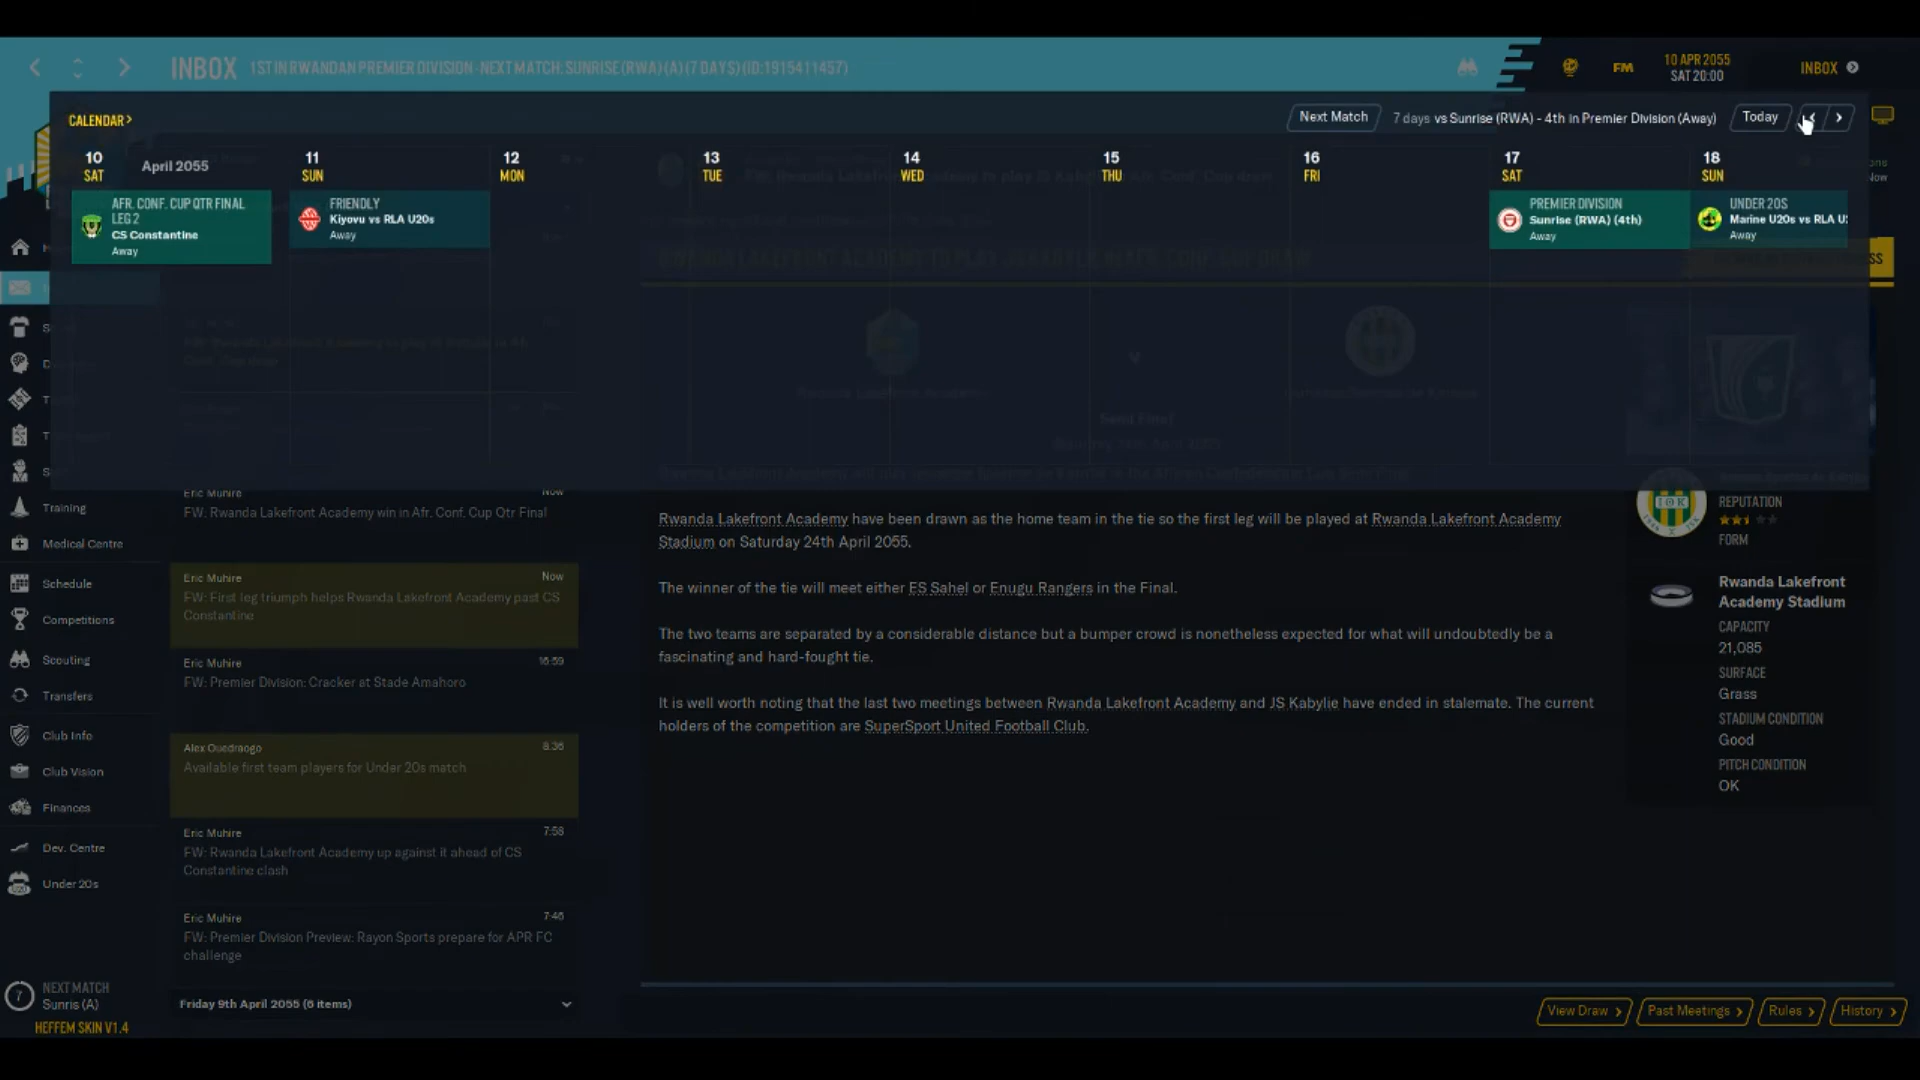 INBOX
1ST IN RWANDAN PREMIER DIVISION - NEXT MATCH: SUNRISE (RWA) (A) (7 DAYS) (ID:1915411457)
FM
10 APR 2055
SAT 20:00
INBOX
CALENDAR>
Next Match
7 days vs Sunrise (RWA) - 4th in Premier Division (Away)
Today
10
SAT
April 2055
11
SUN
12
MON
13
TUE
14
WED
15
THU
16
FRI
17
SAT
18
SUN
AFR. CONF. CUP QTR FINAL
LEG 2
CS Constantine
Away
FRIENDLY
Kiyovu vs RLA U20s
Away
PREMIER DIVISION
Sunrise (RWA) (4th)
Away
UNDER 20S
Marine U20s vs RLA U
Away
RWANDA LAKEFRONT ACADEMY TO PLAY JS KABYLIE IN AFR. CONF. CUP DRAW
Semi Final
Training
Medical Centre
Schedule
Competitions
Scouting
Transfers
Club Info
Club Vision
Finances
Dev. Centre
Under 20s
NEXT MATCH
Sunris (A)
HEFFEM SKIN V1.4
Eric Muhire
Now
FW: Rwanda Lakefront Academy win in Afr. Conf. Cup Qtr Final
Eric Muhire
Now
FW: First leg triumph helps Rwanda Lakefront Academy past CS
Constantine
Eric Muhire
16:59
FW: Premier Division: Cracker at Stade Amahoro
Alex Ouedraogo
8:36
Available first team players for Under 20s match
Eric Muhire
7:58
FW: Rwanda Lakefront Academy up against it ahead of CS
Constantine clash
Eric Muhire
7:46
FW: Premier Division Preview: Rayon Sports prepare for APR FC
challenge
Friday 9th April 2055 (6 items)
Rwanda Lakefront Academy have been drawn as the home team in the tie so the first leg will be played at Rwanda Lakefront Academy
Stadium on Saturday 24th April 2055.
The winner of the tie will meet either ES Sahel or Enugu Rangers in the Final.
The two teams are separated by a considerable distance but a bumper crowd is nonetheless expected for what will undoubtedly be a
fascinating and hard-fought tie.
It is well worth noting that the last two meetings between Rwanda Lakefront Academy and JS Kabylie have ended in stalemate. The current
holders of the competition are SuperSport United Football Club.
REPUTATION
FORM
Rwanda Lakefront
Academy Stadium
CAPACITY
21,085
SURFACE
Grass
STADIUM CONDITION
Good
PITCH CONDITION
OK
View Draw >
Past Meetings >
Rules >
History >